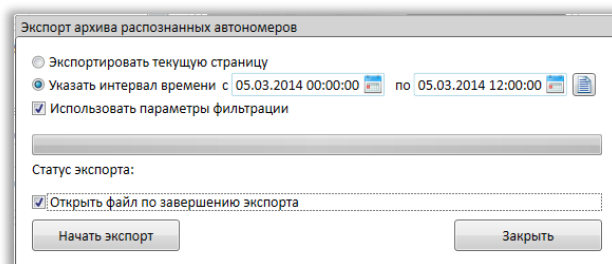 Экспорт архива распознанных автономеров
Экспортировать текущую страницу
Указать интервал времени с 05.03.2014 00:00:00 по 05.03.2014 12:00:00
Использовать параметры фильтрации
Статус экспорта:
Открыть файл по завершению экспорта
Начать экспорт Закрыть